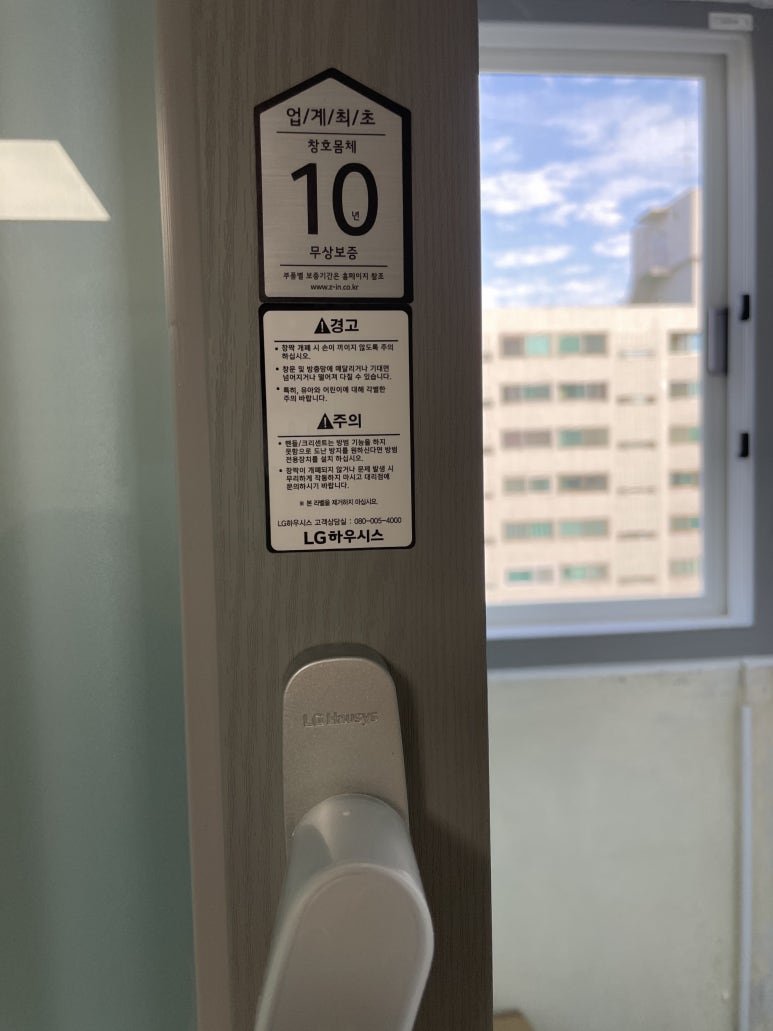 업/계/최/초
창호몸체
10년
무상보증
부품별 보증기간은 홈페이지 참조
www.z-in.co.kr
경고
• 창짝 개폐 시 손이 끼이지 않도록 주의
하십시오.
• 창문 및 방충망에 매달리거나 기대면
넘어지거나 떨어져 다칠 수 있습니다.
• 특히, 유아와 어린이에 대해 각별한
주의 바랍니다.
주의
• 핸들/크리센트는 방범 기능을 하지
못함으로 도난 방지를 원하신다면 방범
전용장치를 설치 하십시오.
• 창짝이 개폐되지 않거나 문제 발생 시
무리하게 작동하지 마시고 대리점에
문의하시기 바랍니다.
※ 본 라벨을 제거하지 마십시오.
LG하우시스 고객상담실 : 080-005-4000
LG하우시스
LG Hausys